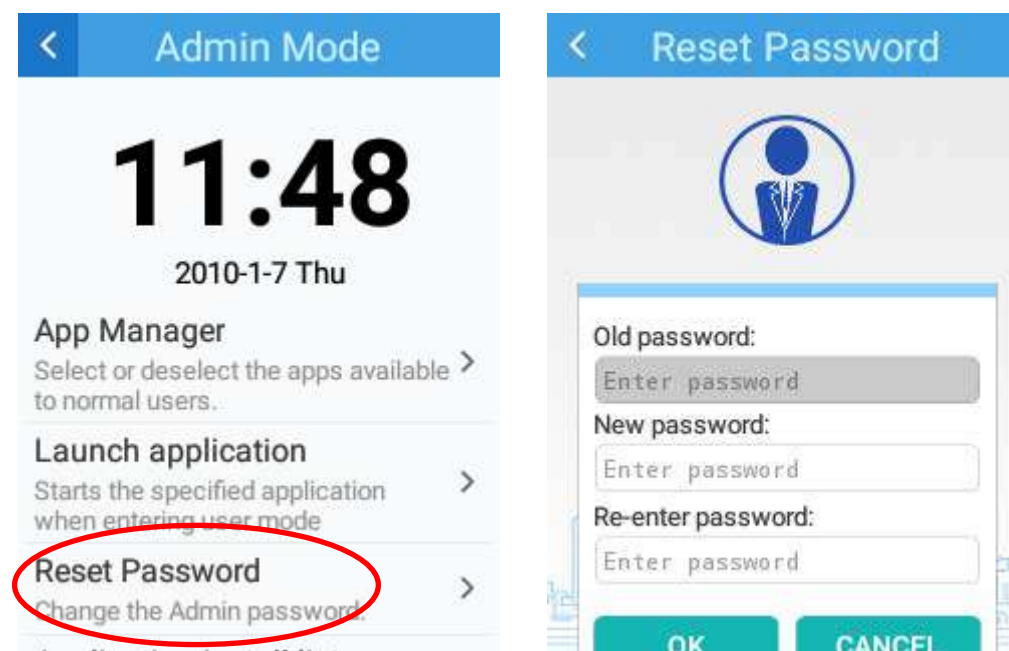 Admin Mode
11:48
2010-1-7 Thu
App Manager
Select or deselect the apps available
to normal users.
Launch application
Starts the specified application
when entering user mode
Reset Password
Change the Admin password.
Reset Password
Old password:
Enter password
New password:
Enter password
Re-enter password:
Enter password
OK CANCEL